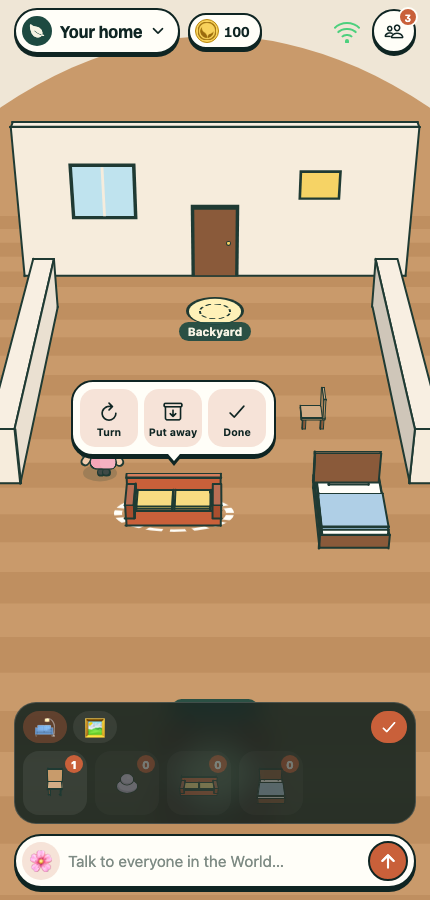 Your home
100
3
Backyard
Turn
Put away
Done
1
0
0
0
Talk to everyone in the World...